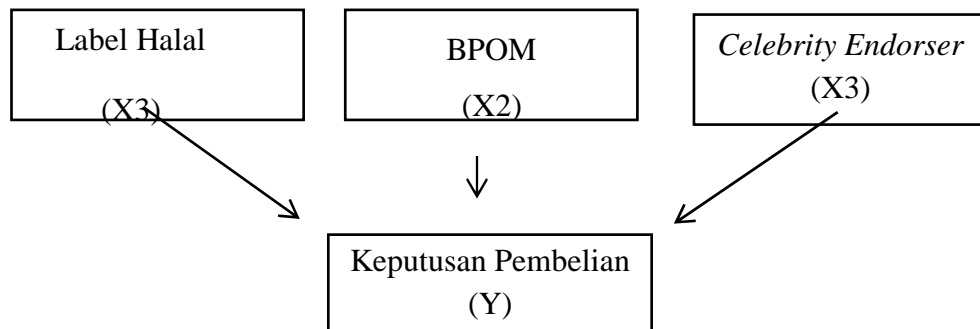 Label Halal
(X3)
BPOM
(X2)
Celebrity Endorser
(X3)
Keputusan Pembelian
(Y)